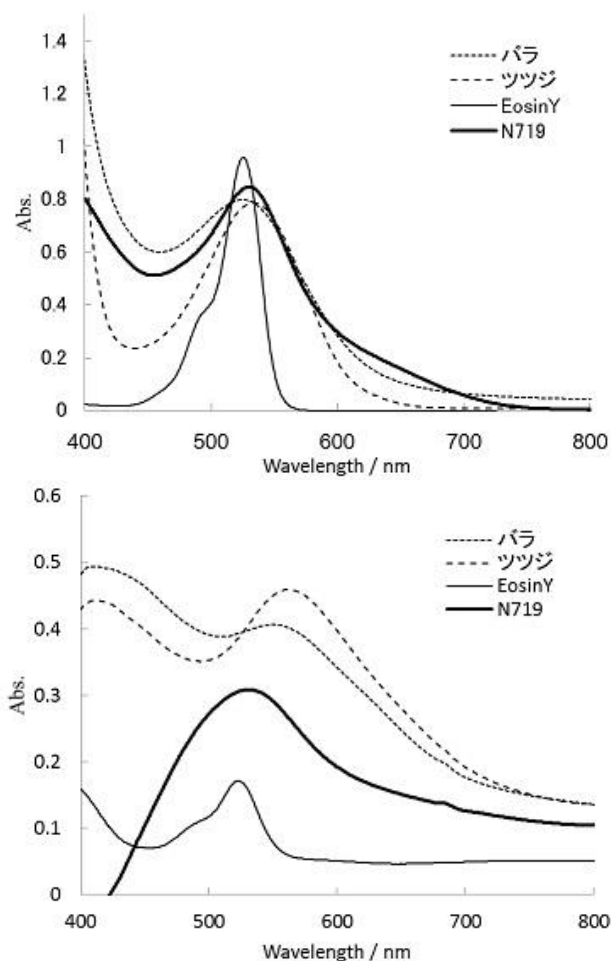 1.4
1.2
1
0.8
0.6
0.4
0.2
0
Abs.
バラ
ツツジ
EosinY
N719
400 500 600 700 800
Wavelength / nm
0.6
0.5
0.4
0.3
0.2
0.1
0
Abs.
バラ
ツツジ
EosinY
N719
400 500 600 700 800
Wavelength / nm